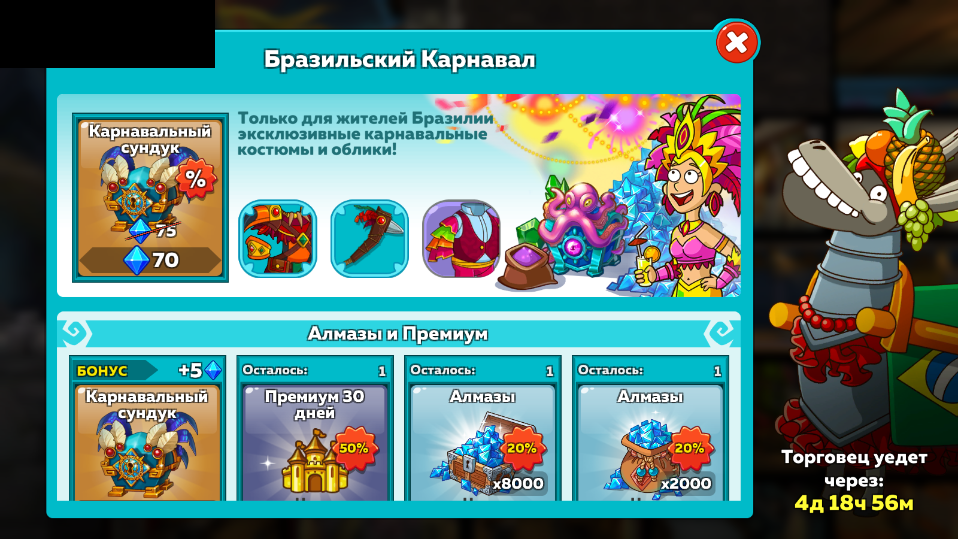 Бразильский Карнавал
Карнавальный
сундук
%
75
70
Только для жителей Бразилии
эксклюзивные карнавальные
костюмы и облики!
Алмазы и Премиум
БОНУС
+5
Карнавальный
сундук
Осталось: 1
Премиум 30
дней
50%
Осталось: 1
Алмазы
20%
x8000
Осталось: 1
Алмазы
20%
x2000
Торговец уедет
через:
4д 18ч 56м